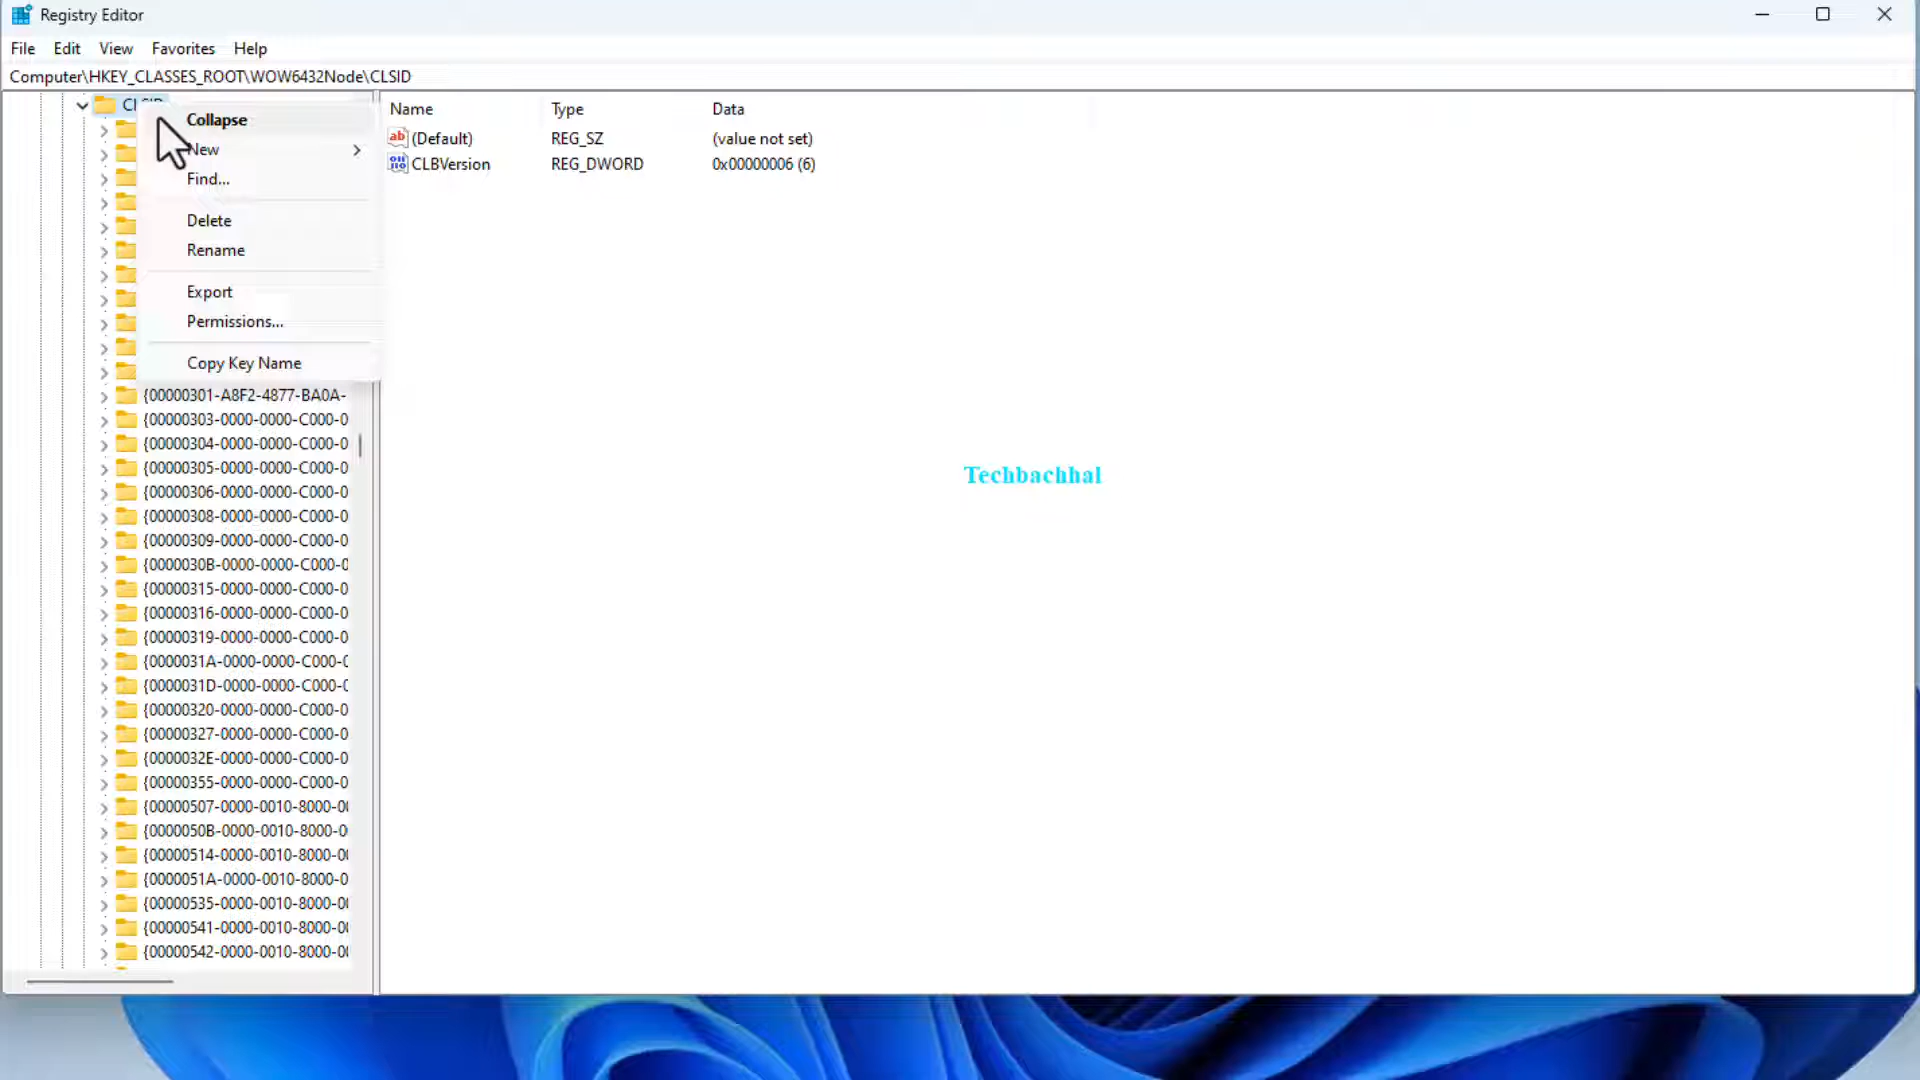 Registry Editor
File Edit View Favorites Help
Computer\HKEY_CLASSES_ROOT\WOW6432Node\CLSID
CLSID
Collapse
New
Find...
Delete
Rename
Export
Permissions...
Copy Key Name
{00000301-A8F2-4877-BA0A-
{00000303-0000-0000-C000-0
{00000304-0000-0000-C000-0
{00000305-0000-0000-C000-0
{00000306-0000-0000-C000-0
{00000308-0000-0000-C000-0
{00000309-0000-0000-C000-0
{0000030B-0000-0000-C000-0
{00000315-0000-0000-C000-0
{00000316-0000-0000-C000-0
{00000319-0000-0000-C000-0
{0000031A-0000-0000-C000-0
{0000031D-0000-0000-C000-0
{00000320-0000-0000-C000-0
{00000327-0000-0000-C000-0
{0000032E-0000-0000-C000-0
{00000355-0000-0000-C000-0
{00000507-0000-0010-8000-00
{0000050B-0000-0010-8000-0
{00000514-0000-0010-8000-00
{0000051A-0000-0010-8000-0
{00000535-0000-0010-8000-00
{00000541-0000-0010-8000-00
{00000542-0000-0010-8000-00
Name Type Data
(Default) REG_SZ (value not set)
CLBVersion REG_DWORD 0x00000006 (6)
Techbachhal